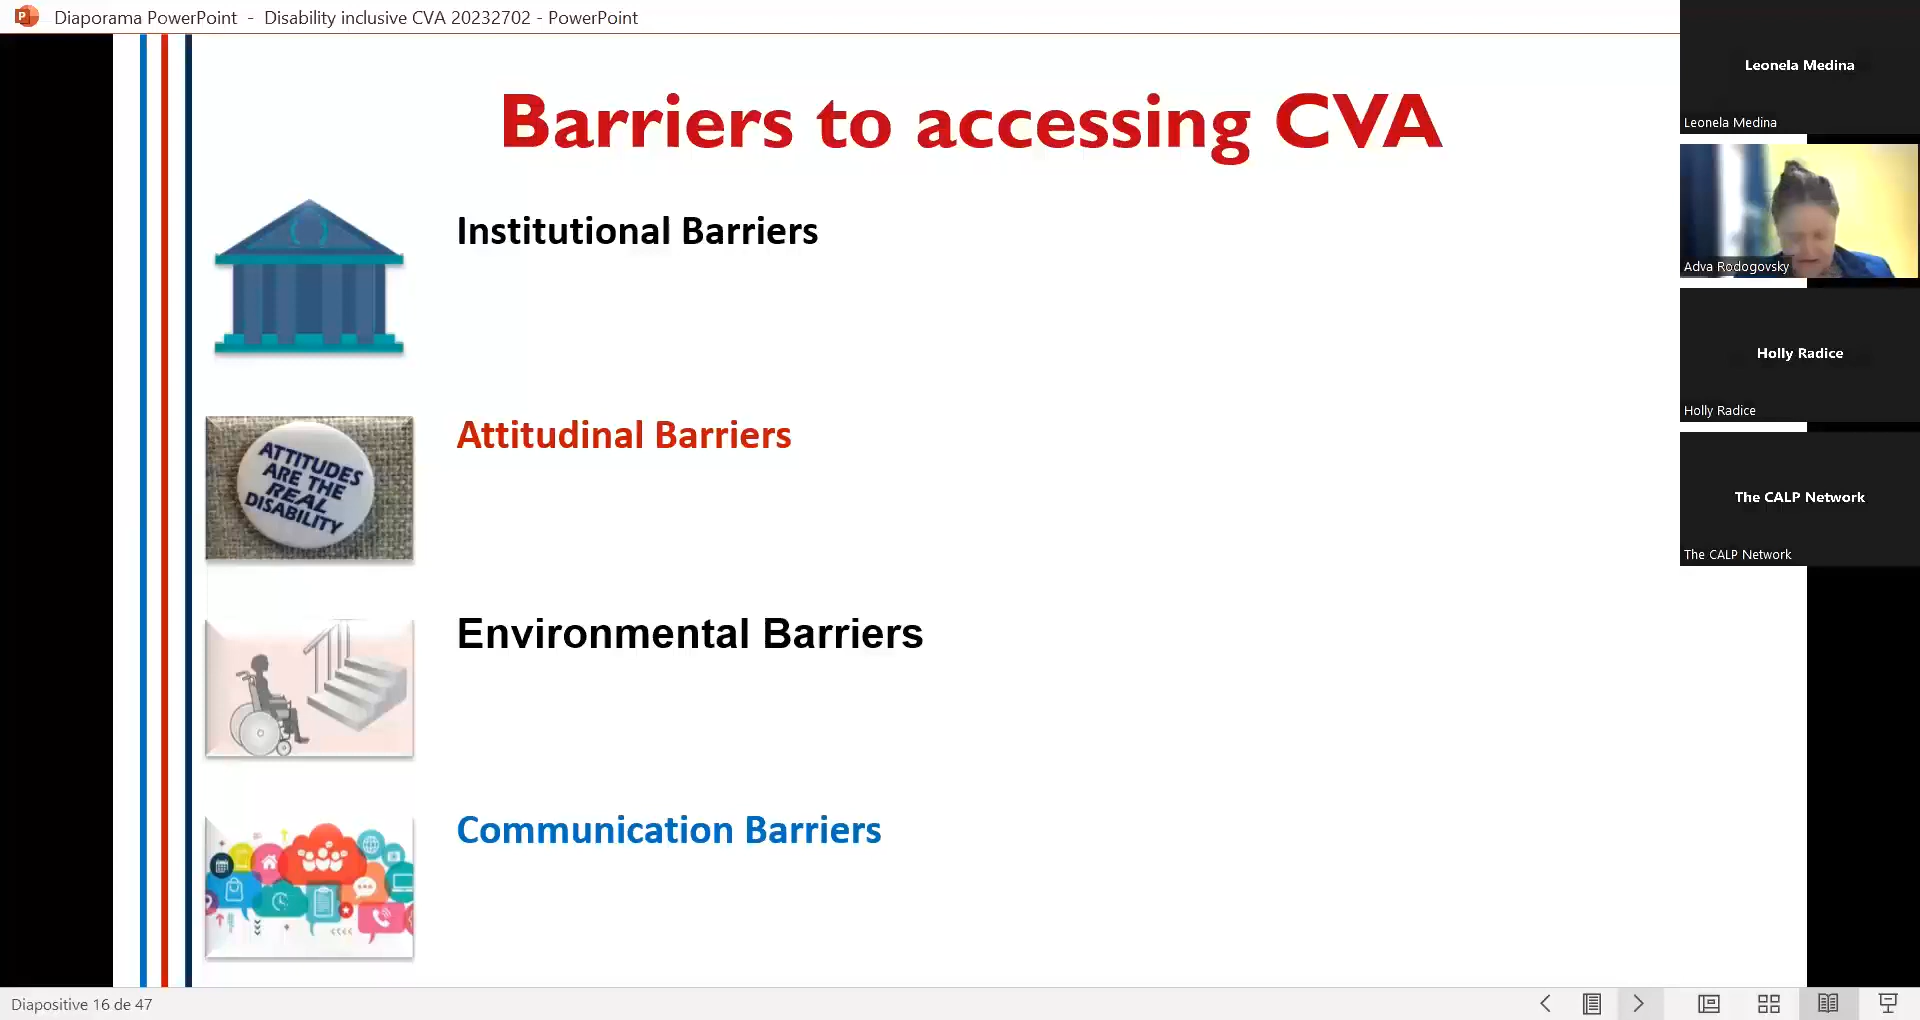 Diaporama PowerPoint - Disability inclusive CVA 20232702 - PowerPoint
Barriers to accessing CVA
Institutional Barriers
ATTITUDES
ARE THE
REAL
DISABILITY
Attitudinal Barriers
Environmental Barriers
Communication Barriers
Leonela Medina
Leonela Medina
Adva Rodogovsky
Holly Radice
Holly Radice
The CALP Network
The CALP Network
Diapositive 16 de 47